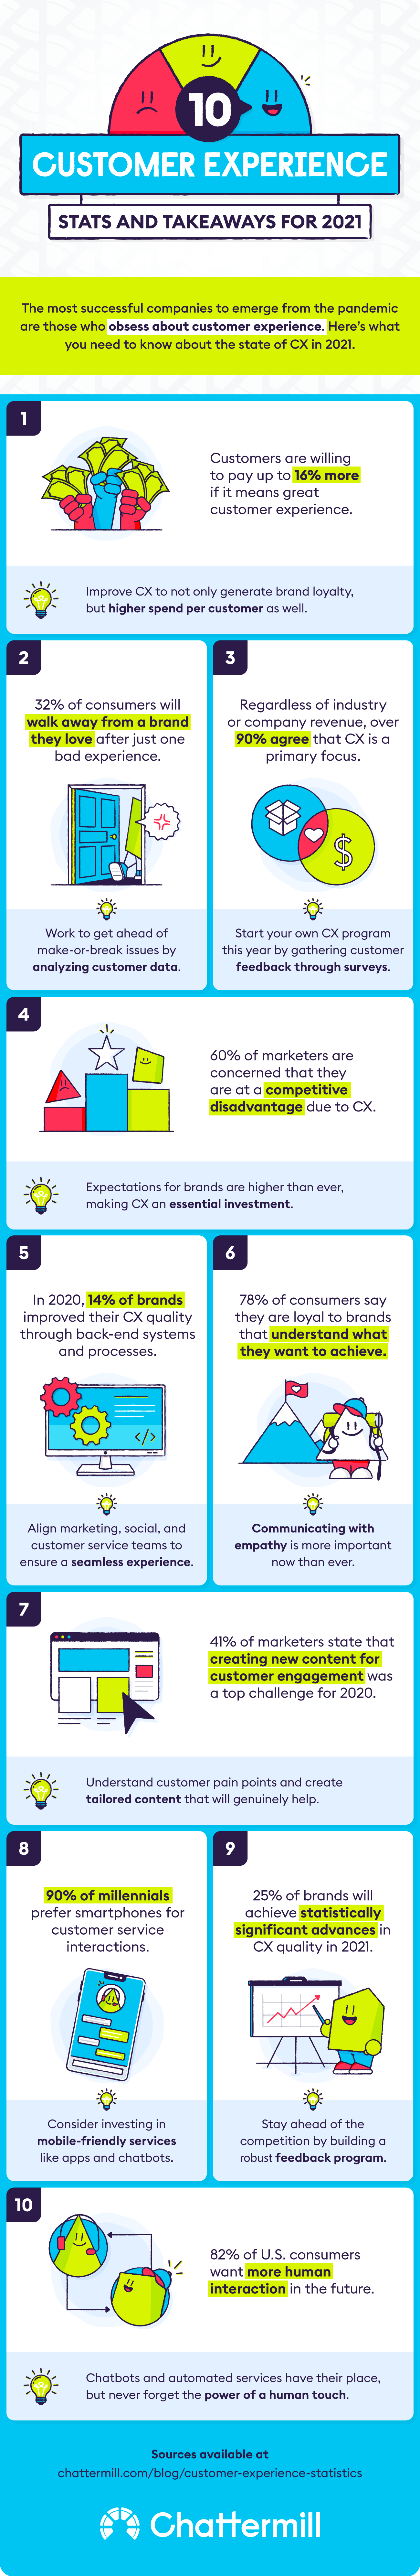 10
CUSTOMER EXPERIENCE
STATS AND TAKEAWAYS FOR 2021
The most successful companies to emerge from the pandemic
are those who obsess about customer experience. Here's what
you need to know about the state of CX in 2021.
1
Customers are willing
to pay up to 16% more
if it means great
customer experience.
Improve CX to not only generate brand loyalty,
but higher spend per customer as well.
2
32% of consumers will
walk away from a brand
they love after just one
bad experience.
Work to get ahead of
make-or-break issues by
analyzing customer data.
3
Regardless of industry
or company revenue, over
90% agree that CX is a
primary focus.
$
Start your own CX program
this year by gathering customer
feedback through surveys.
4
60% of marketers are
concerned that they
are at a competitive
disadvantage due to CX.
Expectations for brands are higher than ever,
making CX an essential investment.
5
In 2020, 14% of brands
improved their CX quality
through back-end systems
and processes.
</>
Align marketing, social, and
customer service teams to
ensure a seamless experience.
6
78% of consumers say
they are loyal to brands
that understand what
they want to achieve.
Communicating with
empathy is more important
now than ever.
7
41% of marketers state that
creating new content for
customer engagement was
a top challenge for 2020.
Understand customer pain points and create
tailored content that will genuinely help.
8
90% of millennials
prefer smartphones for
customer service
interactions.
Consider investing in
mobile-friendly services
like apps and chatbots.
9
25% of brands will
achieve statistically
significant advances in
CX quality in 2021.
Stay ahead of the
competition by building a
robust feedback program.
10
82% of U.S. consumers
want more human
interaction in the future.
Chatbots and automated services have their place,
but never forget the power of a human touch.
Sources available at
chattermill.com/blog/customer-experience-statistics
Chattermill